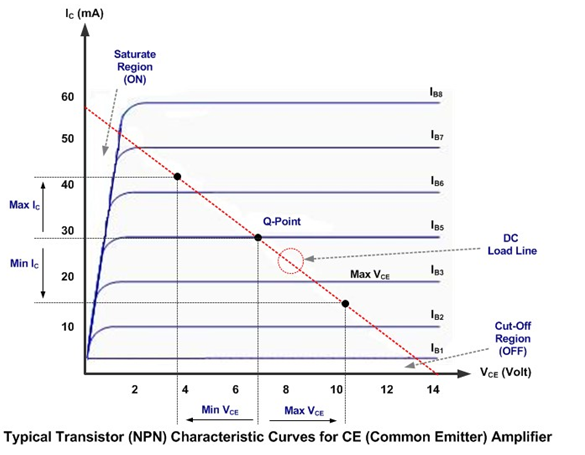 I_C (mA)
Saturate
Region
(ON)
60
50
40
30
20
10
I_B8
I_B7
I_B6
I_B5
I_B3
I_B2
I_B1
Max I_C
Min I_C
Q-Point
DC
Load Line
Max V_CE
Cut-Off
Region
(OFF)
V_CE (Volt)
2 4 6 8 10 12 14
Min V_CE Max V_CE
Typical Transistor (NPN) Characteristic Curves for CE (Common Emitter) Amplifier